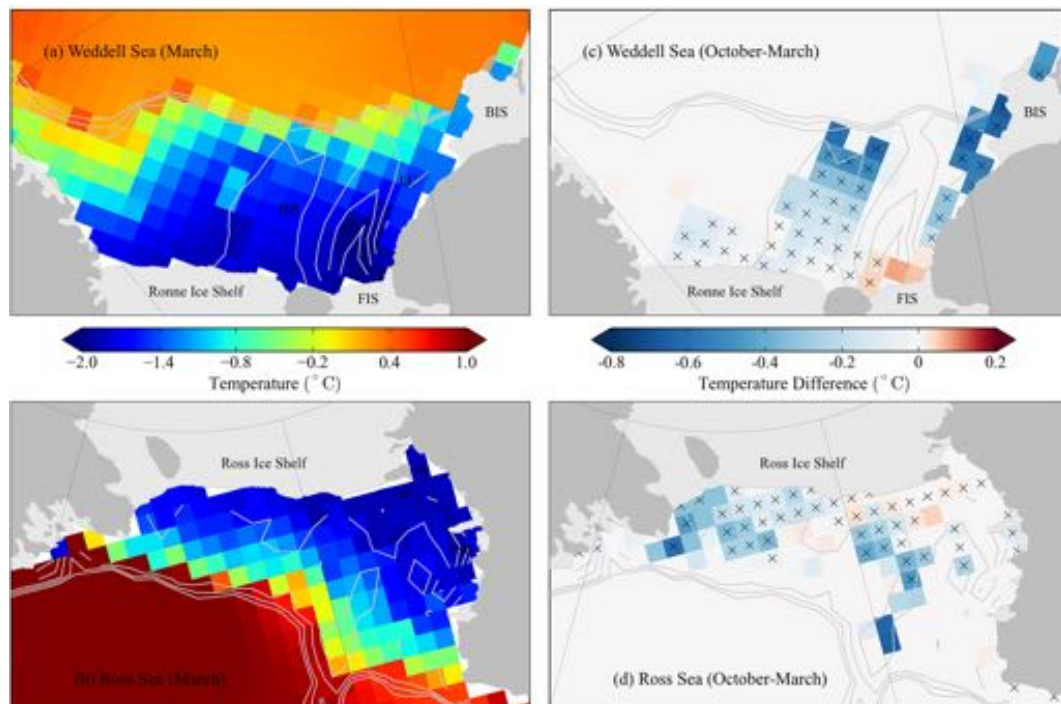 (a) Weddell Sea (March)
(c) Weddell Sea (October-March)
BIS
BIS
Ronne Ice Shelf
FIS
Ronne Ice Shelf
FIS
−2.0 −1.4 −0.8 −0.2 0.4 1.0
−0.8 −0.6 −0.4 −0.2 0 0.2
Temperature (°C)
Temperature Difference (°C)
Ross Ice Shelf
Ross Ice Shelf
(b) Ross Sea (March)
(d) Ross Sea (October-March)